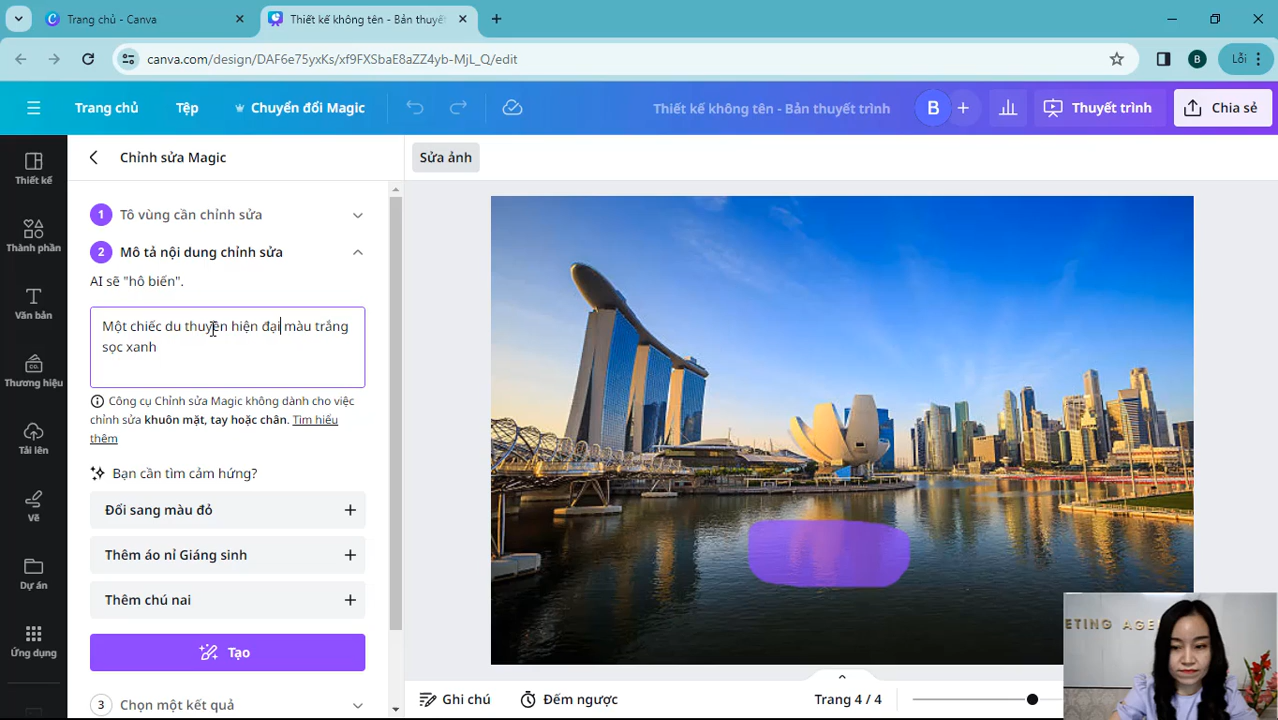 Trang chủ - Canva
Thiết kế không tên - Bản thuyết
canva.com/design/DAF6e75yxKs/xf9FXSbaE8aZZ4yb-MjL_Q/edit
B
Lỗi
Trang chủ
Tệp
Chuyển đổi Magic
Thiết kế không tên - Bản thuyết trình
B
Thuyết trình
Chia sẻ
Thiết kế
Thành phần
Văn bản
Thương hiệu
Tải lên
Vẽ
Dự án
Ứng dụng
Chỉnh sửa Magic
1 Tô vùng cần chỉnh sửa
2 Mô tả nội dung chỉnh sửa
AI sẽ "hô biến".
Một chiếc du thuyền hiện đại màu trắng
sọc xanh
Công cụ Chỉnh sửa Magic không dành cho việc
chỉnh sửa khuôn mặt, tay hoặc chân. Tìm hiểu
thêm
Bạn cần tìm cảm hứng?
Đổi sang màu đỏ
Thêm áo nỉ Giáng sinh
Thêm chú nai
Tạo
3 Chọn một kết quả
Sửa ảnh
Ghi chú
Đếm ngược
Trang 4 / 4
ETING AGE